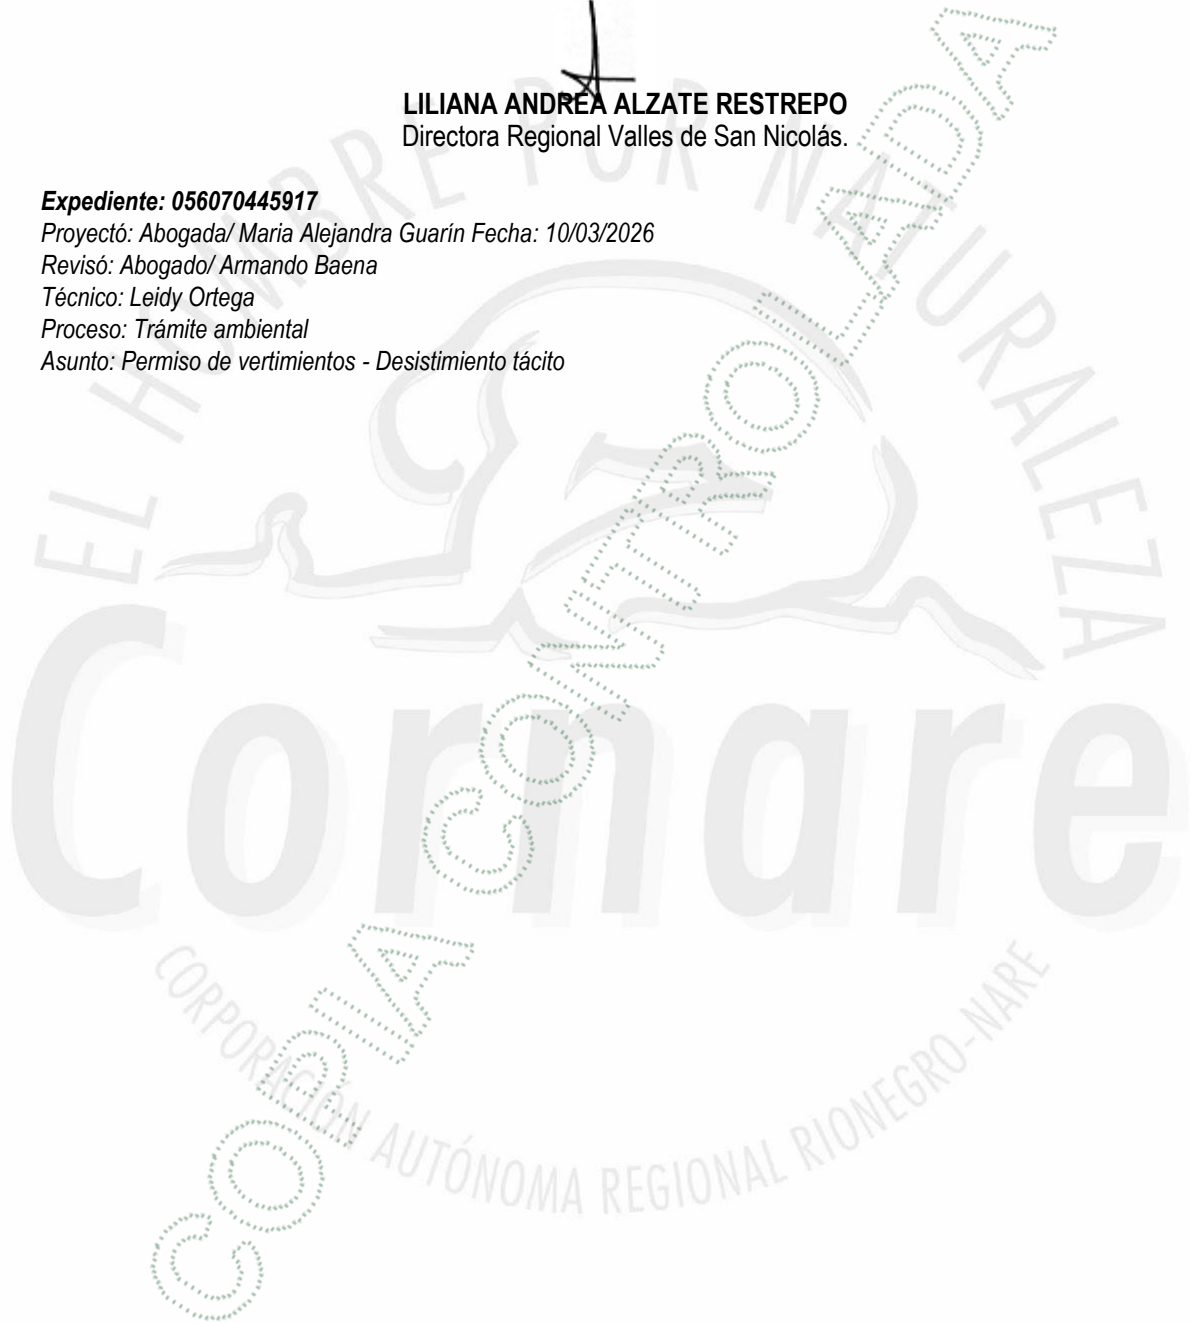 LILIANA ANDREA ALZATE RESTREPO
Directora Regional Valles de San Nicolás.
Expediente: 056070445917
Proyectó: Abogada/ Maria Alejandra Guarín Fecha: 10/03/2026
Revisó: Abogado/ Armando Baena
Técnico: Leidy Ortega
Proceso: Trámite ambiental
Asunto: Permiso de vertimientos - Desistimiento tácito
EL HOMBRE POR NATURALEZA
Cornare
CORPORACIÓN AUTÓNOMA REGIONAL RIONEGRO-NARE
COPIA CONTROLADA